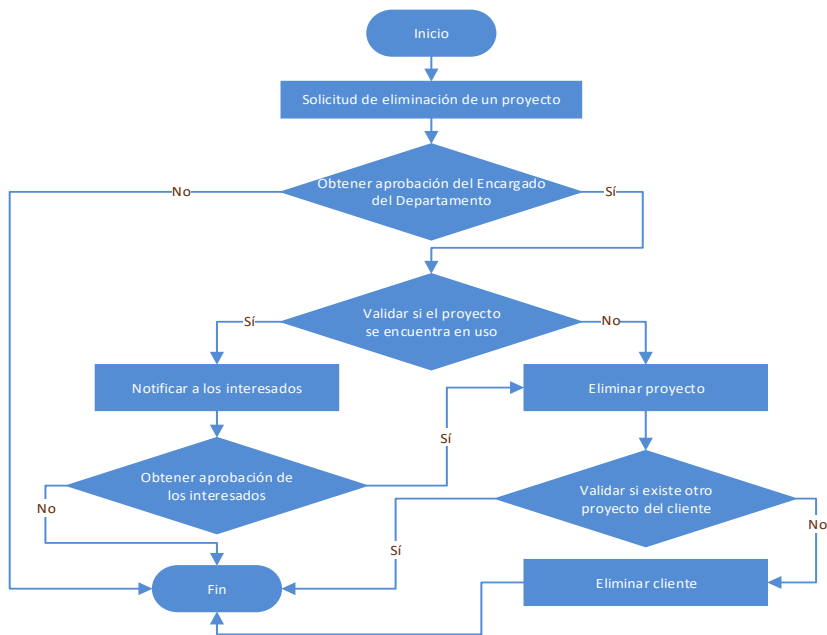 Inicio
Solicitud de eliminación de un proyecto
Obtener aprobación del Encargado
del Departamento
No
Sí
Validar si el proyecto
se encuentra en uso
Sí
No
Notificar a los interesados
Eliminar proyecto
Sí
Obtener aprobación de
los interesados
Validar si existe otro
proyecto del cliente
No
No
Sí
Fin
Eliminar cliente